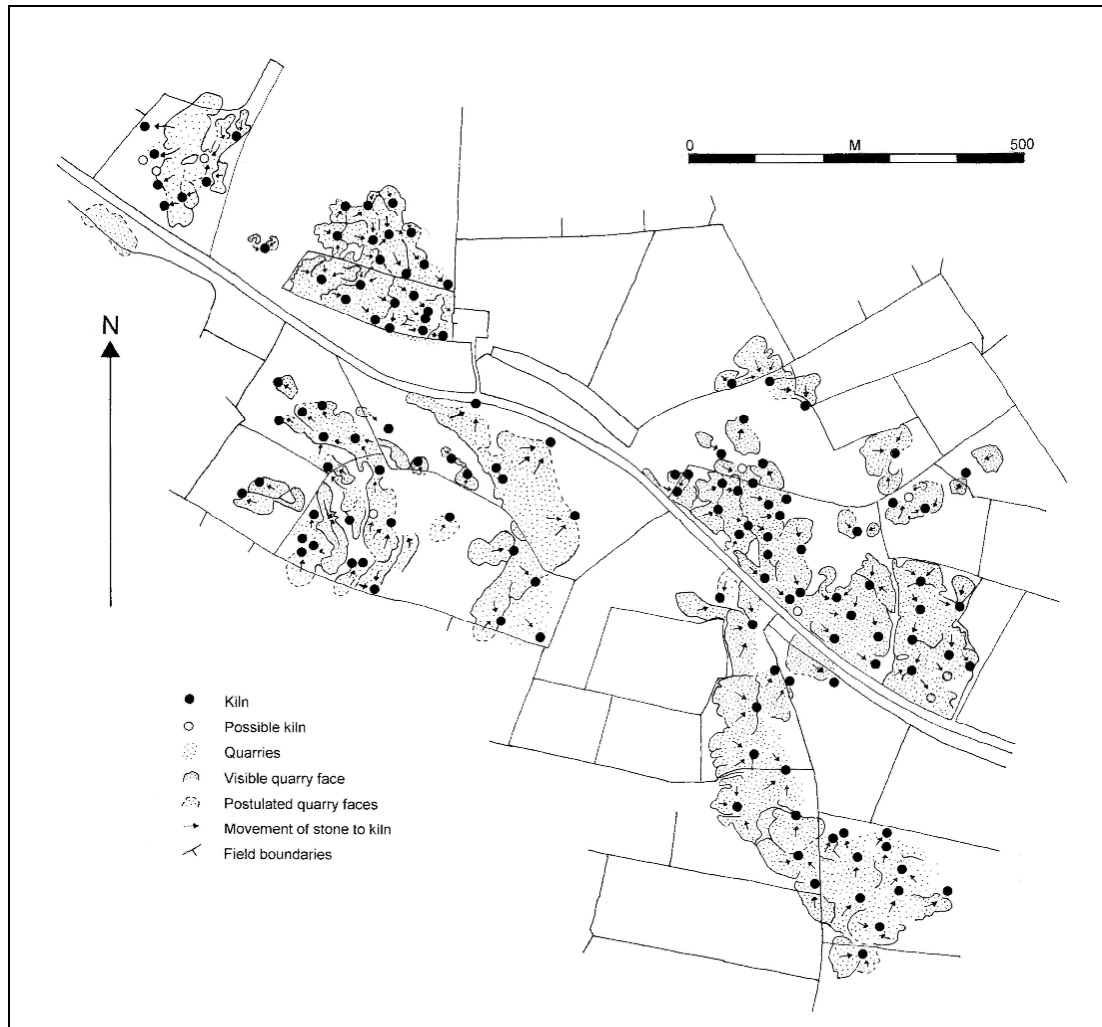 0 M 500
N
Kiln
Possible kiln
Quarries
Visible quarry face
Postulated quarry faces
Movement of stone to kiln
Field boundaries